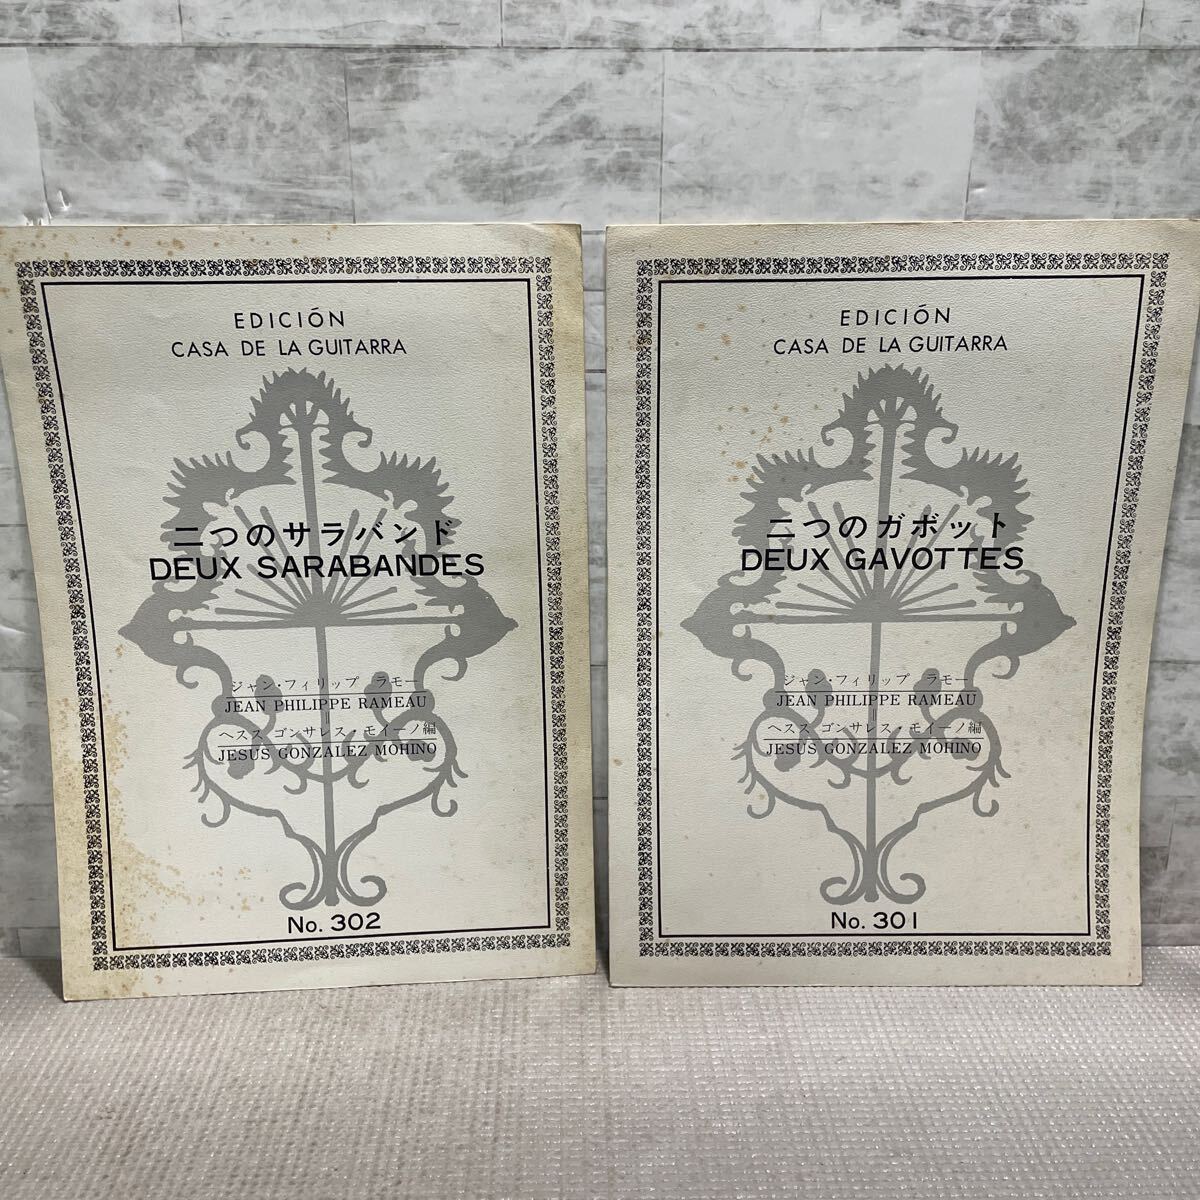 EDICIÓN
CASA DE LA GUITARRA
二つのサラバンド
DEUX SARABANDES
ジャン・フィリップ ラモー
JEAN PHILIPPE RAMEAU
ヘスス ゴンサレス・モイーノ編
JESUS GONZALEZ MOHINO
No. 302
EDICIÓN
CASA DE LA GUITARRA
二つのガボット
DEUX GAVOTTES
ジャン・フィリップ ラモー
JEAN PHILIPPE RAMEAU
ヘスス ゴンサレス・モイーノ編
JESUS GONZALEZ MOHINO
No. 301